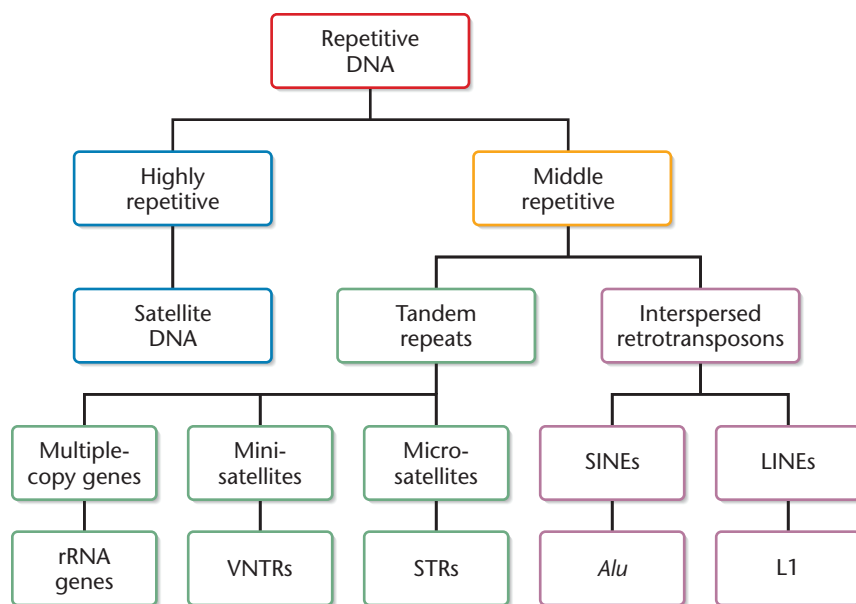 Repetitive
DNA
Highly
repetitive
Middle
repetitive
Satellite
DNA
Tandem
repeats
Interspersed
retrotransposons
Multiple-
copy genes
Mini-
satellites
Micro-
satellites
SINEs
LINEs
rRNA
genes
VNTRs
STRs
Alu
L1